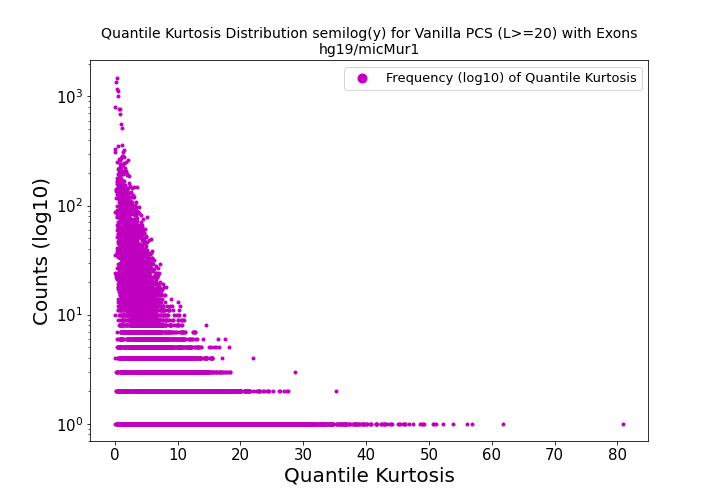 Quantile Kurtosis Distribution semilog(y) for Vanilla PCS (L>=20) with Exons
hg19/micMur1
Frequency (log10) of Quantile Kurtosis
Counts (log10)
10³
10²
10¹
10⁰
0 10 20 30 40 50 60 70 80
Quantile Kurtosis